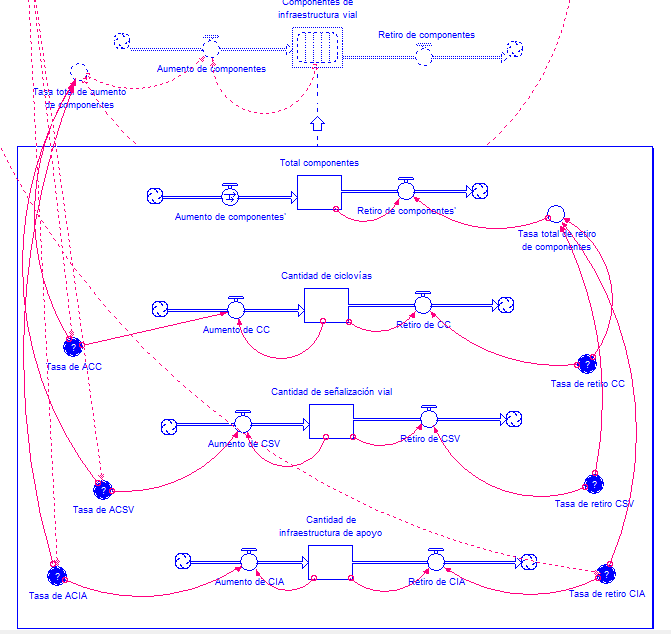 Componentes de
infraestructura vial
Retiro de componentes
Aumento de componentes
Tasa total de aumento
de componentes
Total componentes
Aumento de componentes'
Retiro de componentes'
Tasa total de retiro
de componentes
Cantidad de ciclovías
Aumento de CC
Retiro de CC
Tasa de ACC
?
?
Tasa de retiro CC
Cantidad de señalización vial
Aumento de CSV
Retiro de CSV
?
?
Tasa de ACSV
Tasa de retiro CSV
Cantidad de
infraestructura de apoyo
?
?
Aumento de CIA
Retiro de CIA
Tasa de ACIA
Tasa de retiro CIA